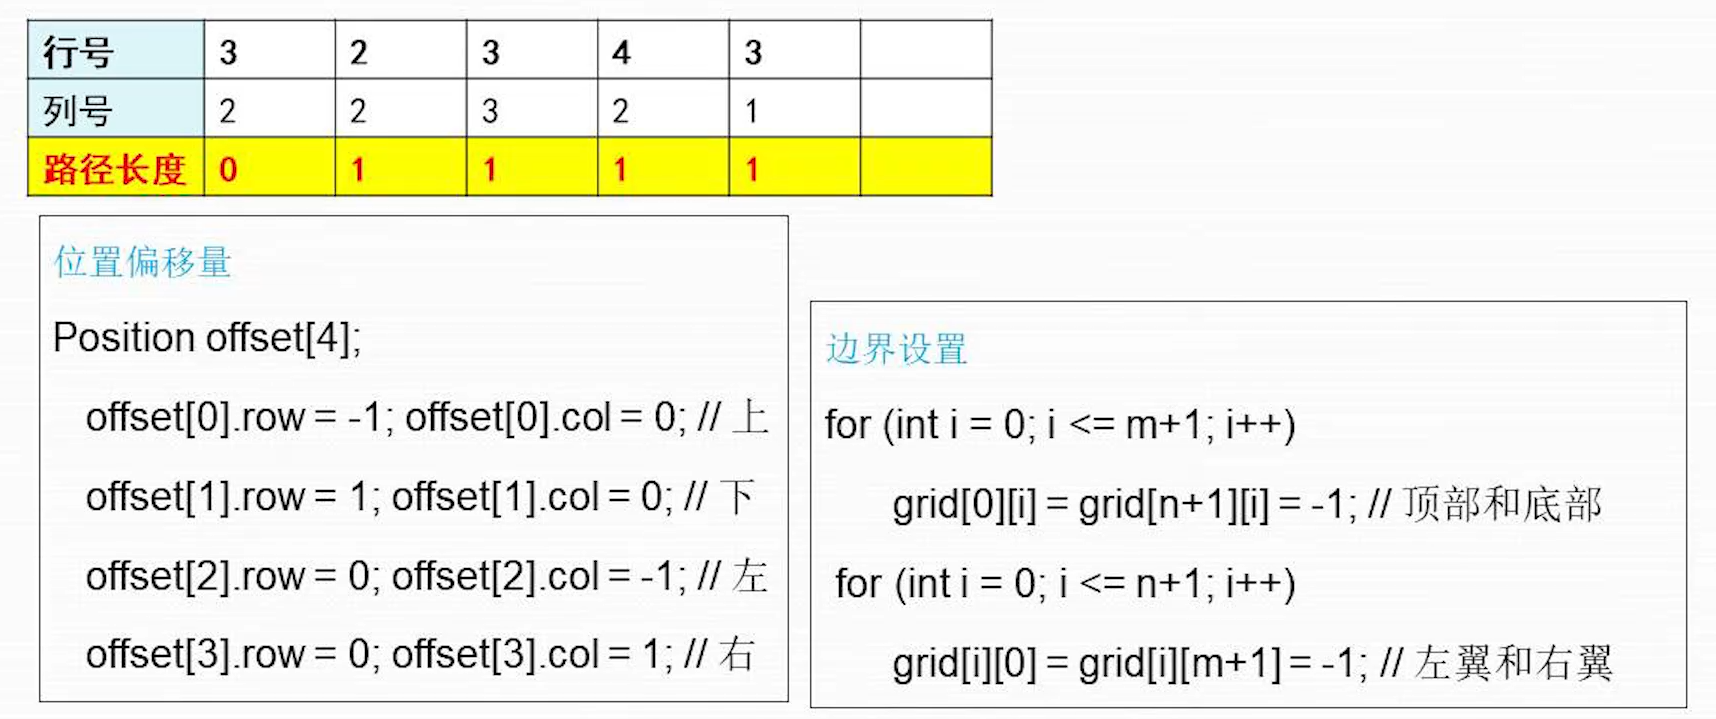 行号 3 2 3 4 3
列号 2 2 3 2 1
路径长度 0 1 1 1 1
位置偏移量
Position offset[4];
offset[0].row = -1; offset[0].col = 0; // 上
offset[1].row = 1; offset[1].col = 0; // 下
offset[2].row = 0; offset[2].col = -1; // 左
offset[3].row = 0; offset[3].col = 1; // 右
边界设置
for (int i = 0; i <= m+1; i++)
grid[0][i] = grid[n+1][i] = -1; // 顶部和底部
for (int i = 0; i <= n+1; i++)
grid[i][0] = grid[i][m+1] = -1; // 左翼和右翼